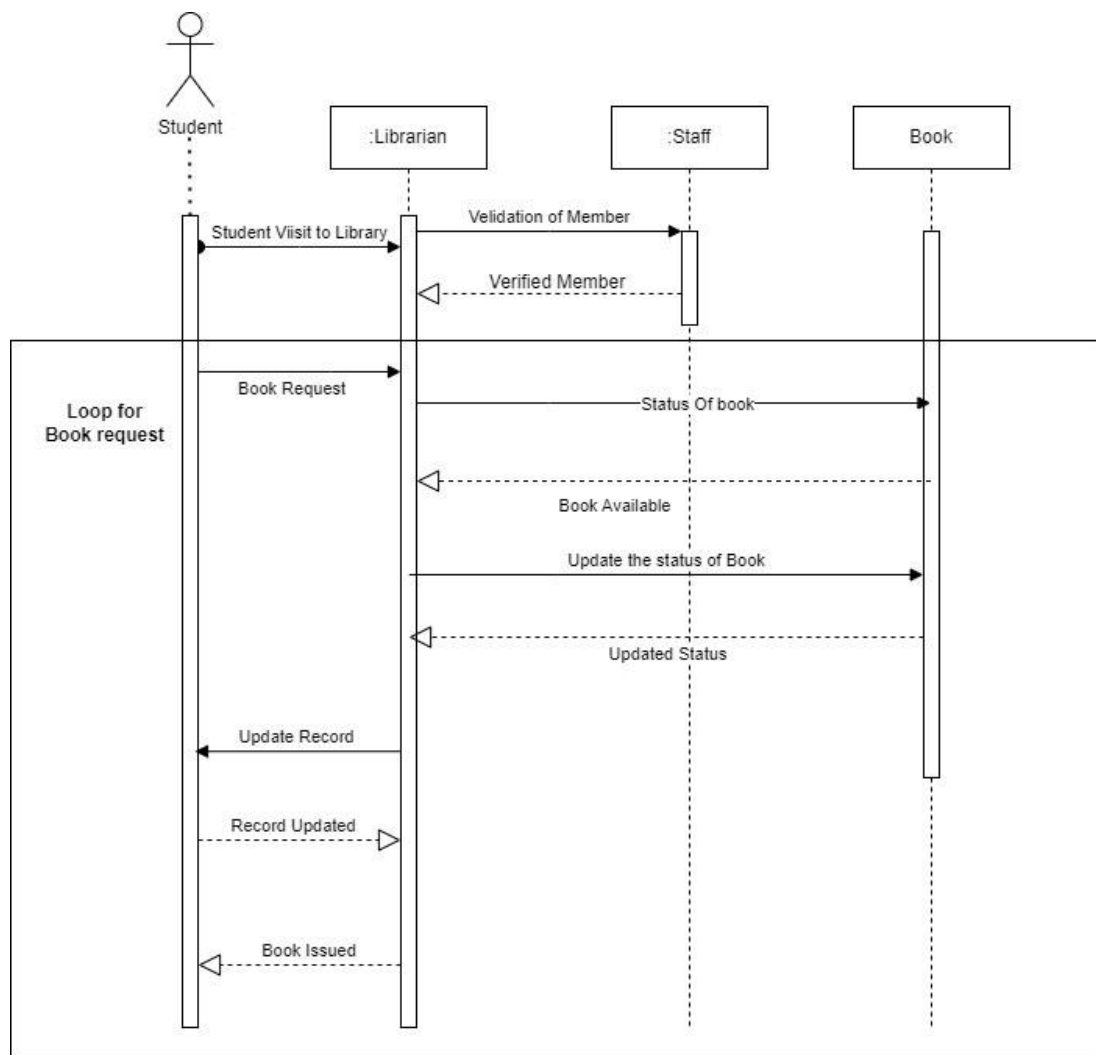 Student
:Librarian
:Staff
Book
Student Viisit to Library
Velidation of Member
Verified Member
Book Request
Loop for
Book request
Status Of book
Book Available
Update the status of Book
Updated Status
Update Record
Record Updated
Book Issued